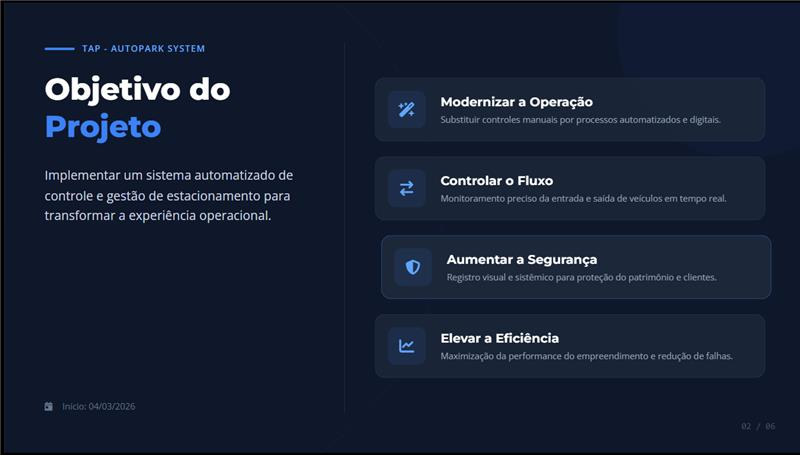 TAP - AUTOPARK SYSTEM
Objetivo do
Projeto
Implementar um sistema automatizado de
controle e gestão de estacionamento para
transformar a experiência operacional.
Início: 04/03/2026
Modernizar a Operação
Substituir controles manuais por processos automatizados e digitais.
Controlar o Fluxo
Monitoramento preciso da entrada e saída de veículos em tempo real.
Aumentar a Segurança
Registro visual e sistêmico para proteção do patrimônio e clientes.
Elevar a Eficiência
Maximização da performance do empreendimento e redução de falhas.
02 / 06